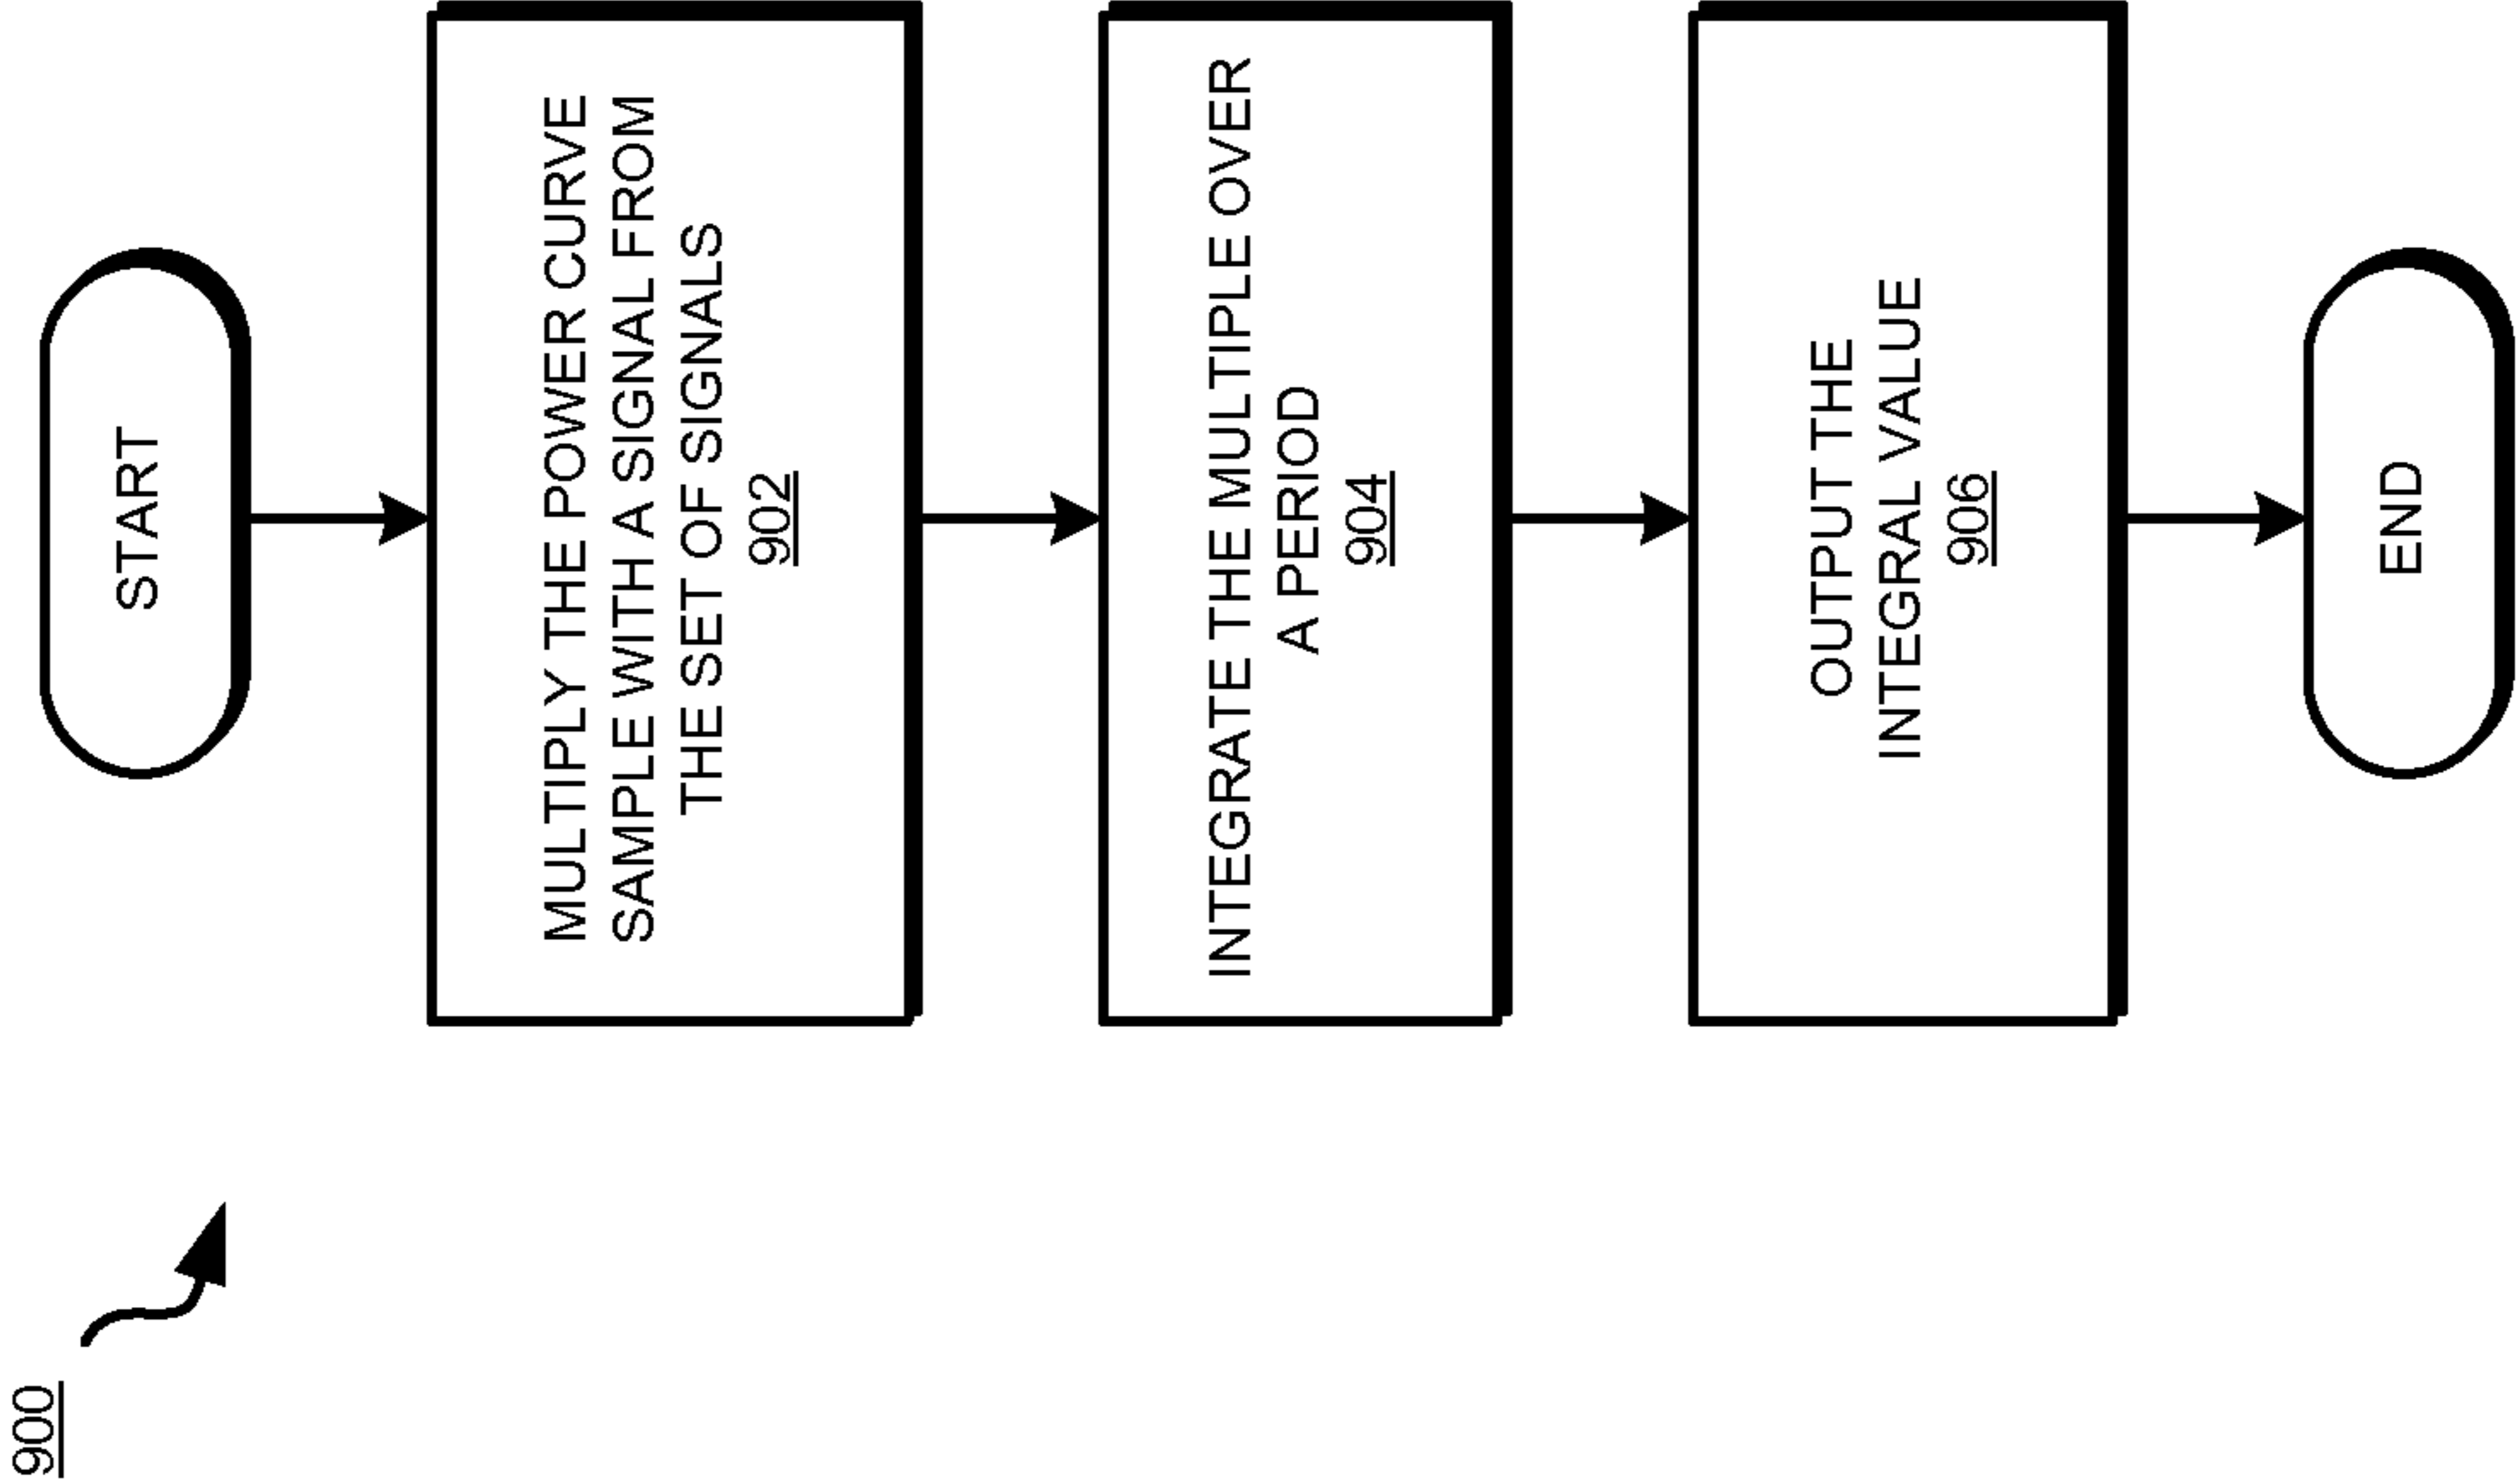 900
START
MULTIPLY THE POWER CURVE
SAMPLE WITH A SIGNAL FROM
THE SET OF SIGNALS
902
INTEGRATE THE MULTIPLE OVER
A PERIOD
904
OUTPUT THE
INTEGRAL VALUE
906
END